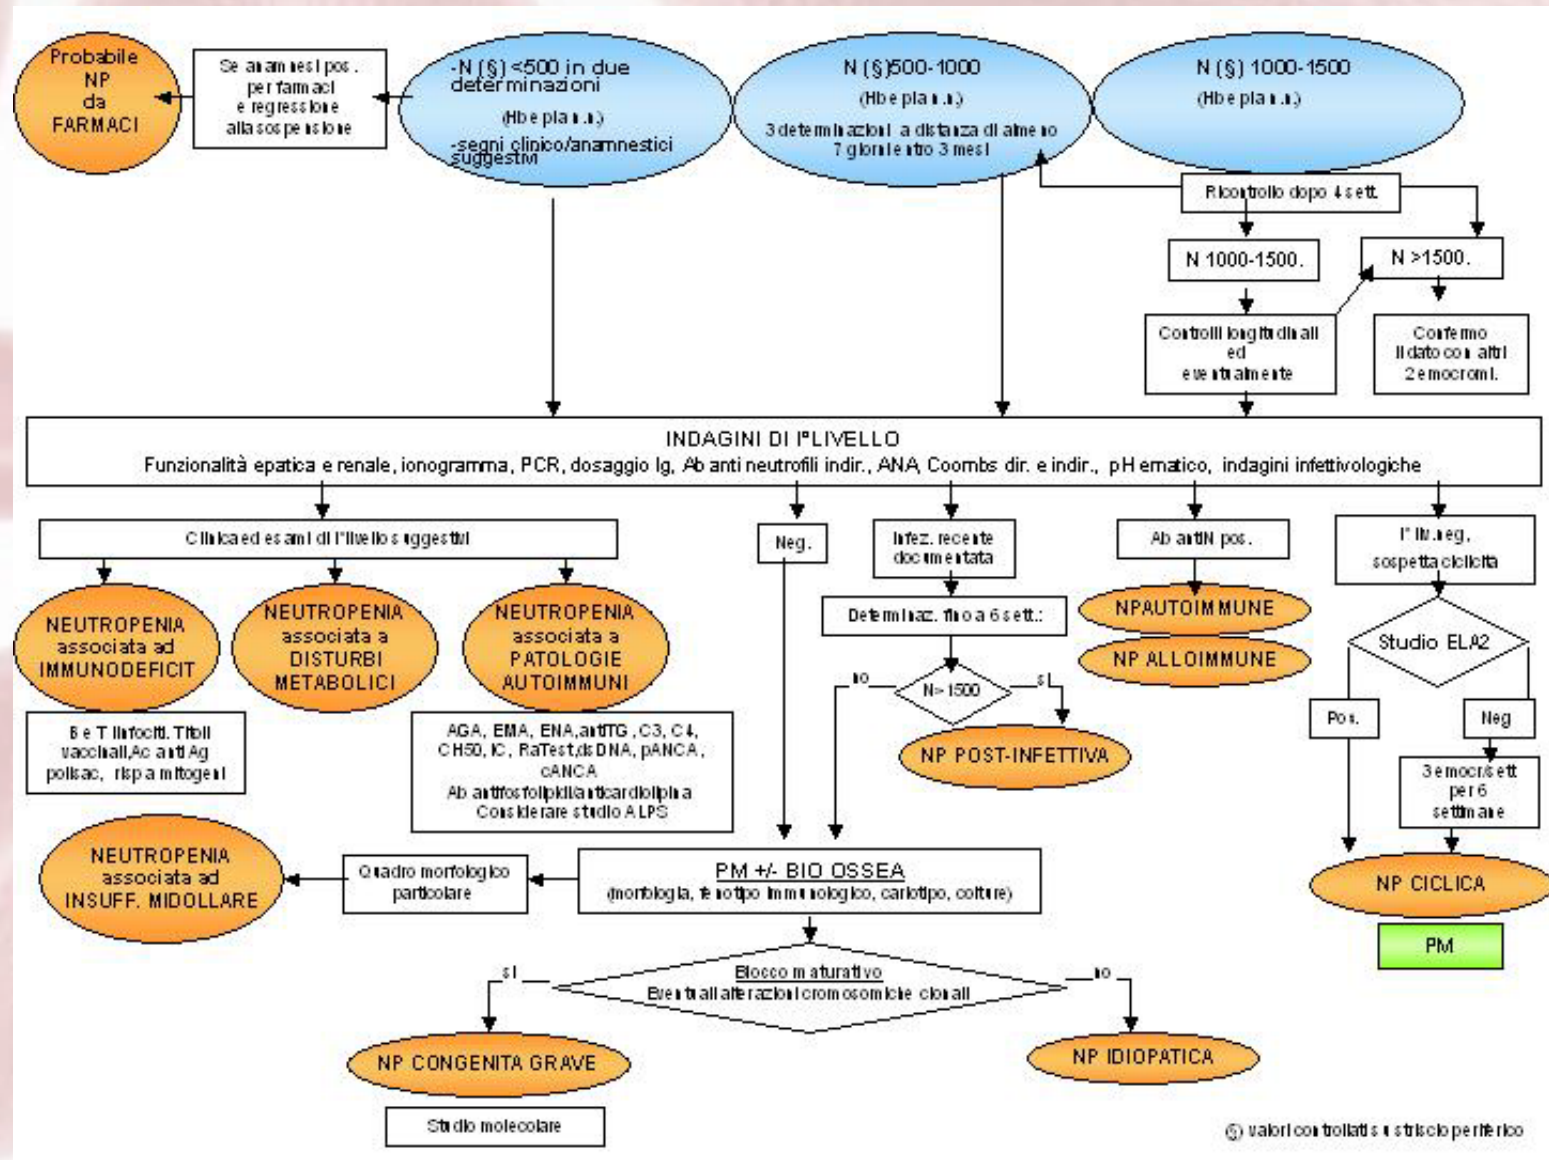 Probabile
NP
da
FARMACI
Se anamnesi pos.
per farmaci
e regressione
alla sospensione
-N (§) <500 in due
determinazioni
(Hb e pla n.n.)
-segni clinico/anamnestici
suggestivi
N (§)500-1000
(Hb e pla n.n.)
3 determinazioni a distanza di almeno
7 giorni entro 3 mesi
N (§) 1000-1500
(Hb e pla n.n.)
Ricontrollo dopo 4 sett.
N 1000-1500.
N >1500.
Controlli longitudinali
ed
eventualmente
Confermo
il dato con altri
2 emocromi.
INDAGINI DI I°LIVELLO
Funzionalità epatica e renale, ionogramma, PCR, dosaggio Ig, Ab anti neutrofili indir., ANA, Coombs dir. e indir., pH ematico, indagini infettivologiche
Clinica ed esami di I°livello suggestivi
Neg.
Infez. recente
documentata
Ab antiN pos.
I° liv. neg,
sospetta ciclicità
NEUTROPENIA
associata ad
IMMUNODEFICIT
NEUTROPENIA
associata a
DISTURBI
METABOLICI
NEUTROPENIA
associata a
PATOLOGIE
AUTOIMMUNI
Determinaz. fino a 6 sett.:
NP AUTOIMMUNE
NP ALLOIMMUNE
Studio ELA2
no
N>1500
si
Pos.
Neg
B e T linfociti. Titoli
vaccinali, Ac anti Ag
polisac, risp a mitogeni
AGA, EMA, ENA, antiTG, C3, C4,
CH50, IC, RaTest, dsDNA, pANCA,
cANCA
Ab antifosfolipidi/anticardiolipina
Considerare studio ALPS
NP POST-INFETTIVA
3 emocr/sett
per 6
settimane
NEUTROPENIA
associata ad
INSUFF. MIDOLLARE
Quadro morfologico
particolare
PM +/- BIO OSSEA
(morfologia, fenotipo immunologico, cariotipo, colture)
NP CICLICA
PM
si
Blocco maturativo
Eventuali alterazioni cromosomiche clonali
no
NP CONGENITA GRAVE
NP IDIOPATICA
Studio molecolare
(§) valori controllati su striscio periferico